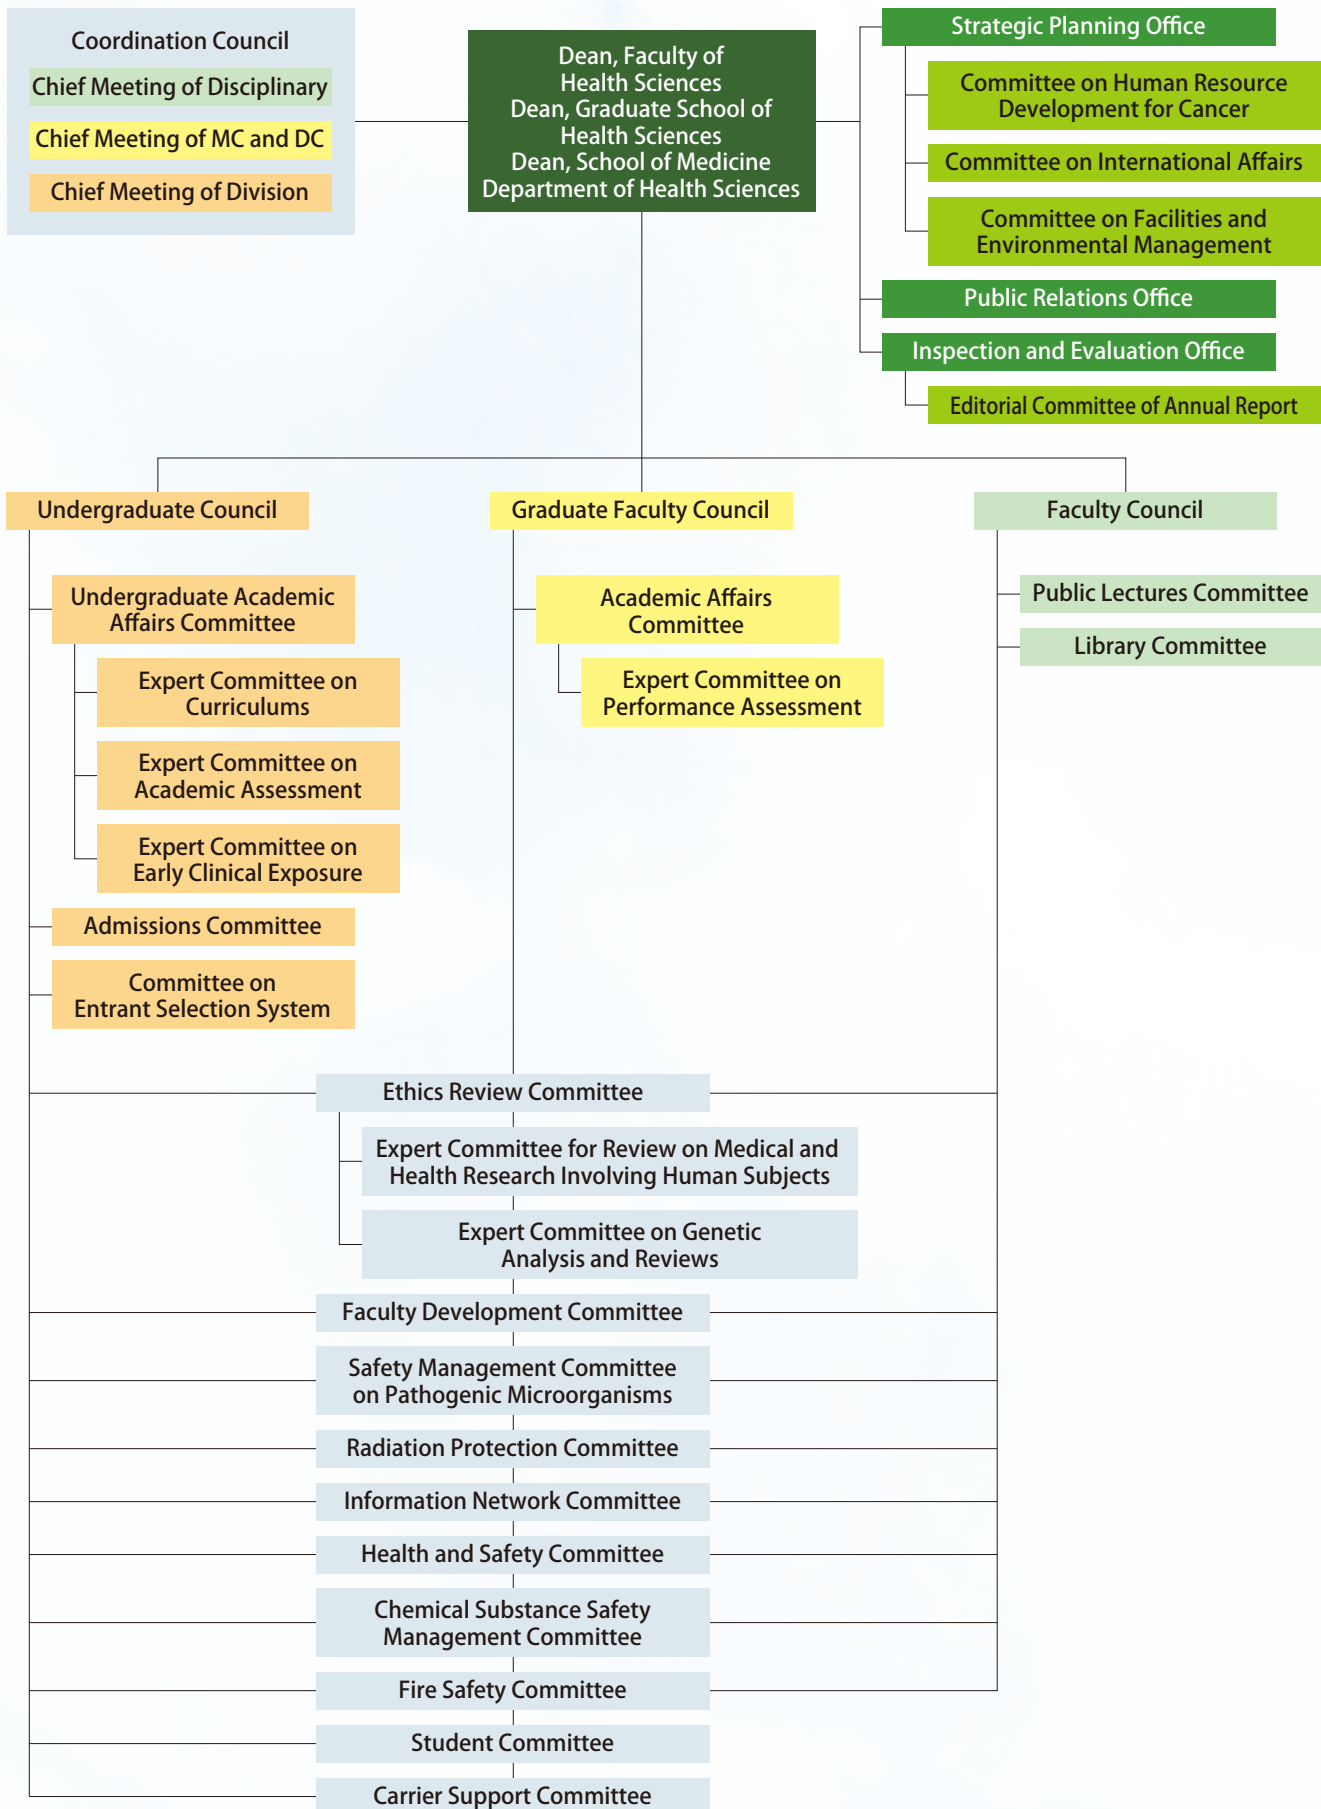 Coordination Council
Chief Meeting of Disciplinary
Chief Meeting of MC and DC
Chief Meeting of Division
Dean, Faculty of
Health Sciences
Dean, Graduate School of
Health Sciences
Dean, School of Medicine
Department of Health Sciences
Strategic Planning Office
Committee on Human Resource
Development for Cancer
Committee on International Affairs
Committee on Facilities and
Environmental Management
Public Relations Office
Inspection and Evaluation Office
Editorial Committee of Annual Report
Undergraduate Council
Undergraduate Academic
Affairs Committee
Expert Committee on
Curriculums
Expert Committee on
Academic Assessment
Expert Committee on
Early Clinical Exposure
Admissions Committee
Committee on
Entrant Selection System
Graduate Faculty Council
Academic Affairs
Committee
Expert Committee on
Performance Assessment
Faculty Council
Public Lectures Committee
Library Committee
Ethics Review Committee
Expert Committee for Review on Medical and
Health Research Involving Human Subjects
Expert Committee on Genetic
Analysis and Reviews
Faculty Development Committee
Safety Management Committee
on Pathogenic Microorganisms
Radiation Protection Committee
Information Network Committee
Health and Safety Committee
Chemical Substance Safety
Management Committee
Fire Safety Committee
Student Committee
Carrier Support Committee